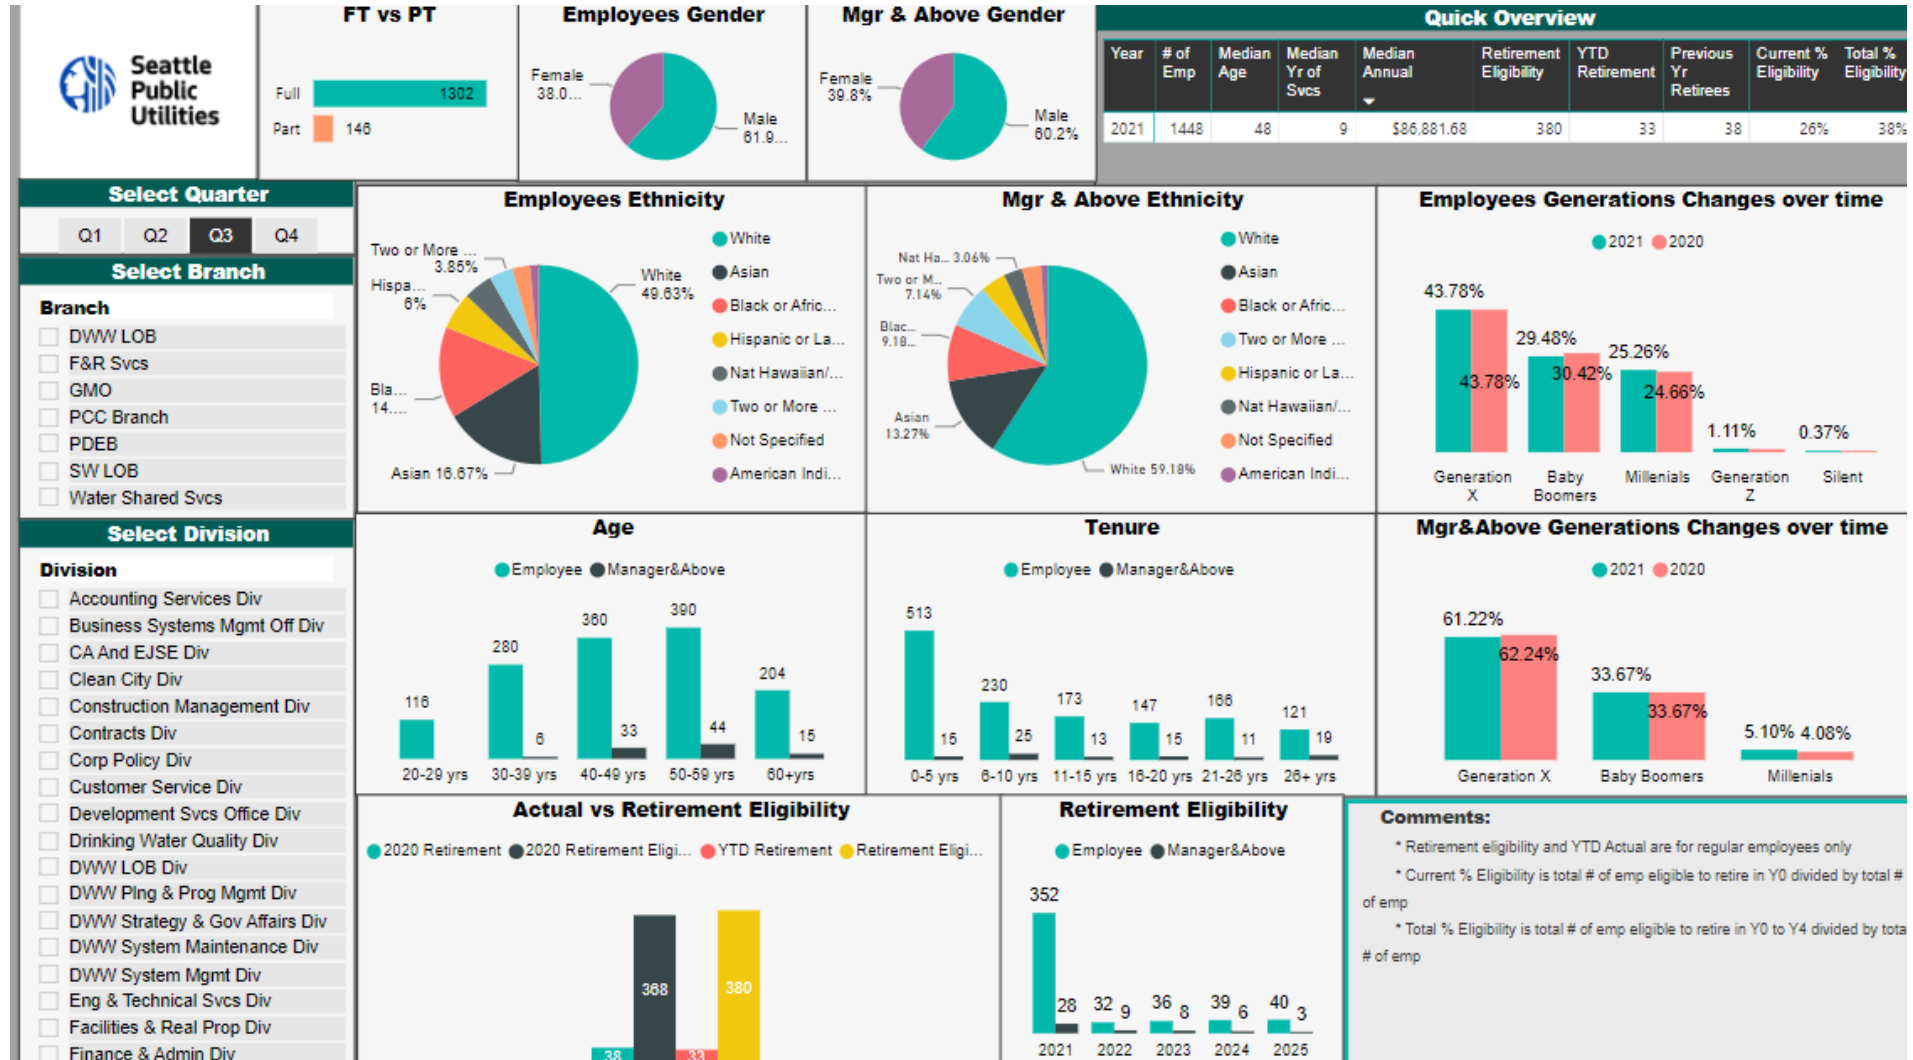 Seattle
Public
Utilities
FT vs PT
Full 1302
Part 146
Employees Gender
Female
38.0...
Male
61.9...
Mgr & Above Gender
Female
39.8%
Male
60.2%
Quick Overview
Year # of Emp Median Age Median Yr of Svcs Median Annual Retirement Eligibility YTD Retirement Previous Yr Retirees Current % Eligibility Total % Eligibility
2021 1448 48 9 $86,881.68 380 33 38 26% 38%
Select Quarter
Q1 Q2 Q3 Q4
Select Branch
Branch
DWW LOB
F&R Svcs
GMO
PCC Branch
PDEB
SW LOB
Water Shared Svcs
Select Division
Division
Accounting Services Div
Business Systems Mgmt Off Div
CA And EJSE Div
Clean City Div
Construction Management Div
Contracts Div
Corp Policy Div
Customer Service Div
Development Svcs Office Div
Drinking Water Quality Div
DWW LOB Div
DWW Plng & Prog Mgmt Div
DWW Strategy & Gov Affairs Div
DWW System Maintenance Div
DWW System Mgmt Div
Eng & Technical Svcs Div
Facilities & Real Prop Div
Finance & Admin Div
Employees Ethnicity
Two or More ...
3.85%
Hispa...
6%
Bla...
14....
Asian 16.67%
White
49.63%
White
Asian
Black or Afric...
Hispanic or La...
Nat Hawaiian/...
Two or More ...
Not Specified
American Indi...
Mgr & Above Ethnicity
Nat Ha... 3.06%
Two or M...
7.14%
Blac...
9.18...
Asian
13.27%
White 59.18%
White
Asian
Black or Afric...
Two or More ...
Hispanic or La...
Nat Hawaiian/...
Not Specified
American Indi...
Employees Generations Changes over time
2021 2020
43.78%
43.78%
29.48%
30.42%
25.26%
24.66%
1.11%
0.37%
Generation X
Baby Boomers
Millenials
Generation Z
Silent
Age
Employee Manager&Above
116
280 6
360 33
390 44
204 15
20-29 yrs 30-39 yrs 40-49 yrs 50-59 yrs 60+yrs
Tenure
Employee Manager&Above
513 15
230 25
173 13
147 15
166 11
121 19
0-5 yrs 6-10 yrs 11-15 yrs 16-20 yrs 21-26 yrs 26+ yrs
Mgr&Above Generations Changes over time
2021 2020
61.22%
62.24%
33.67%
33.67%
5.10% 4.08%
Generation X Baby Boomers Millenials
Actual vs Retirement Eligibility
2020 Retirement 2020 Retirement Eligi... YTD Retirement Retirement Eligi...
38 368 33 380
Retirement Eligibility
Employee Manager&Above
352 28
32 9
36 8
39 6
40 3
2021 2022 2023 2024 2025
Comments:
* Retirement eligibility and YTD Actual are for regular employees only
* Current % Eligibility is total # of emp eligible to retire in Y0 divided by total #
of emp
* Total % Eligibility is total # of emp eligible to retire in Y0 to Y4 divided by tota
# of emp